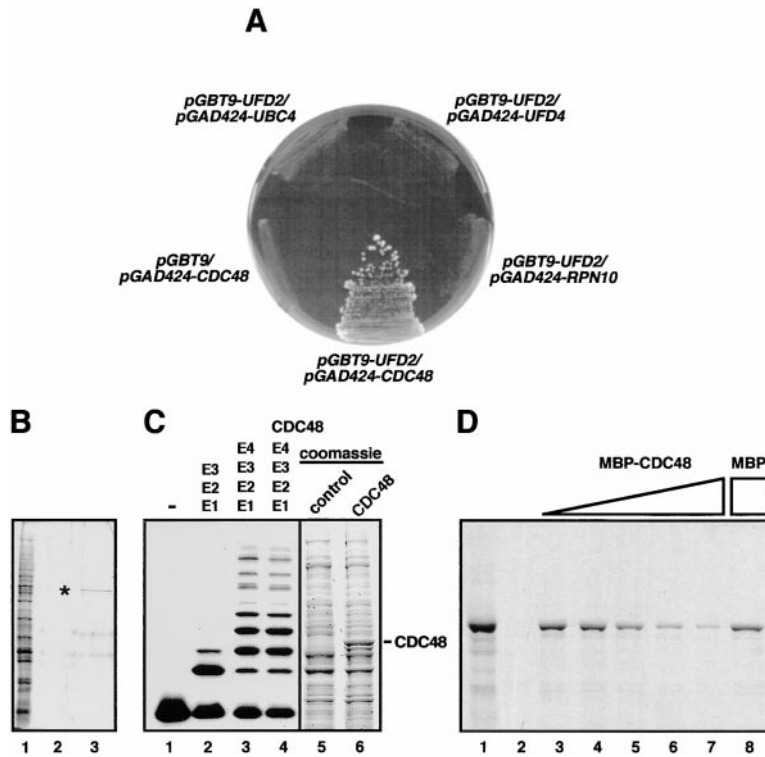 A
pGBT9-UFD2/
pGAD424-UBC4
pGBT9-UFD2/
pGAD424-UFD4
pGBT9/
pGAD424-CDC48
pGBT9-UFD2/
pGAD424-RPN10
pGBT9-UFD2/
pGAD424-CDC48
B
*
1 2 3
C
CDC48
- E3 E2 E1
E4 E3 E2 E1
E4 E3 E2 E1
coomassie
control CDC48
- CDC48
1 2 3 4 5 6
D
MBP-CDC48 MBP
1 2 3 4 5 6 7 8